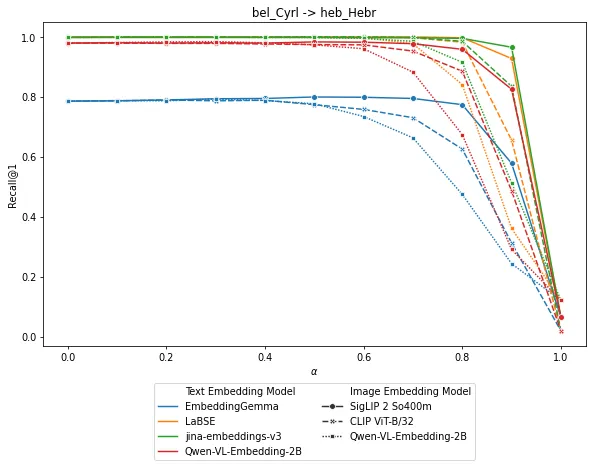 bel_Cyrl -> heb_Hebr
Recall@1
1.0
0.8
0.6
0.4
0.2
0.0
0.0 0.2 0.4 0.6 0.8 1.0
α
Text Embedding Model
EmbeddingGemma
LaBSE
jina-embeddings-v3
Qwen-VL-Embedding-2B
Image Embedding Model
SigLIP 2 So400m
CLIP ViT-B/32
Qwen-VL-Embedding-2B